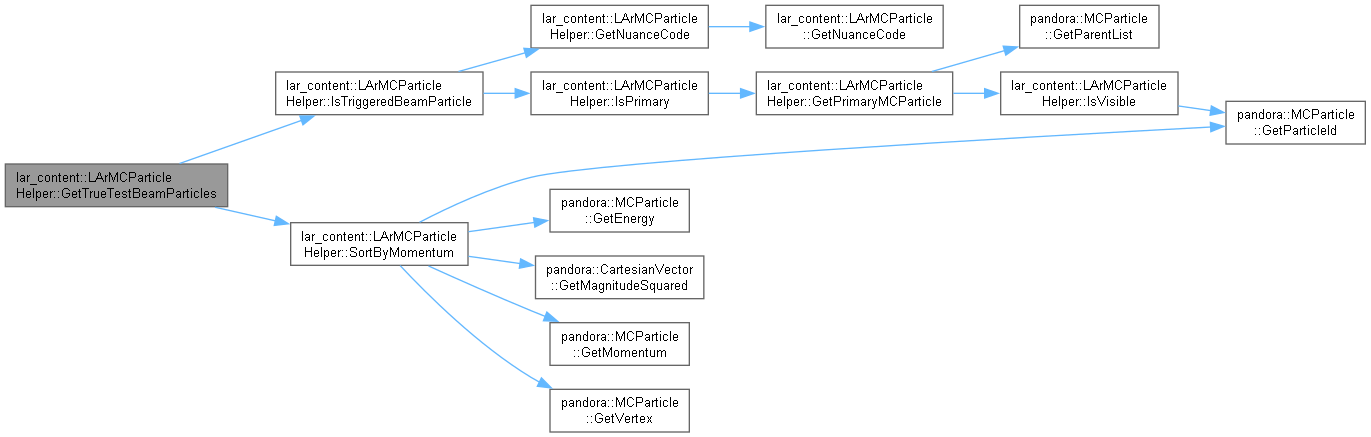 lar_content::LArMCParticle
Helper::GetTrueTestBeamParticles
lar_content::LArMCParticle
Helper::IsTriggeredBeamParticle
lar_content::LArMCParticle
Helper::GetNuanceCode
lar_content::LArMCParticle
::GetNuanceCode
lar_content::LArMCParticle
Helper::IsPrimary
lar_content::LArMCParticle
Helper::GetPrimaryMCParticle
pandora::MCParticle
::GetParentList
lar_content::LArMCParticle
Helper::IsVisible
pandora::MCParticle
::GetParticleId
lar_content::LArMCParticle
Helper::SortByMomentum
pandora::MCParticle
::GetEnergy
pandora::CartesianVector
::GetMagnitudeSquared
pandora::MCParticle
::GetMomentum
pandora::MCParticle
::GetVertex